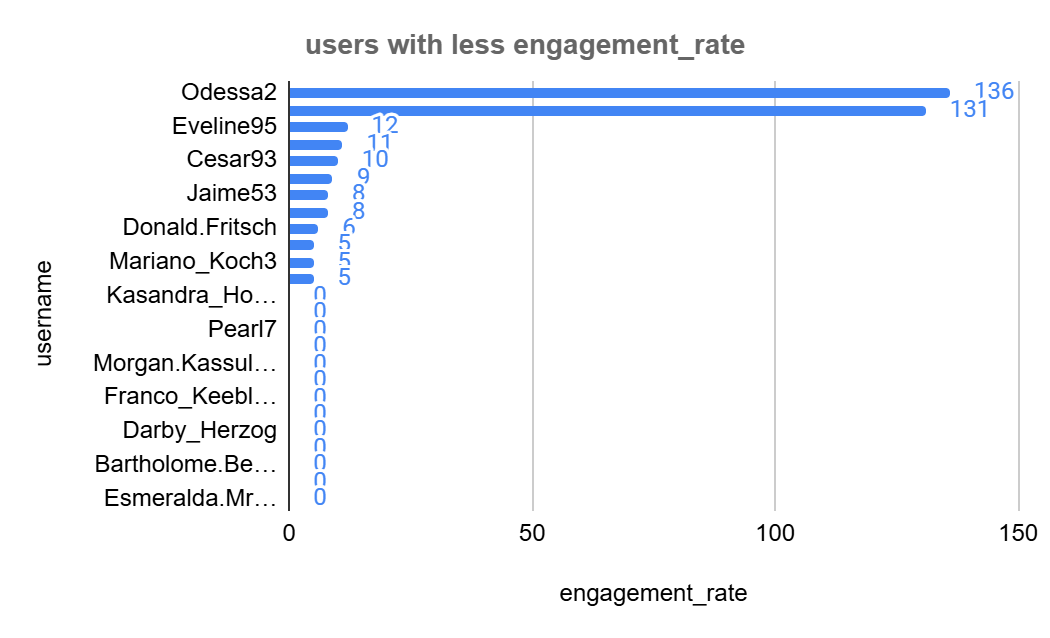 users with less engagement_rate
username
Odessa2 136
131
Eveline95 12
11
Cesar93 10
9
Jaime53 8
8
Donald.Fritsch 6
5
Mariano_Koch3 5
5
Kasandra_Ho… 0
0
Pearl7 0
0
Morgan.Kassul… 0
0
Franco_Keebl… 0
0
Darby_Herzog 0
0
Bartholome.Be… 0
0
Esmeralda.Mr… 0
0 50 100 150
engagement_rate